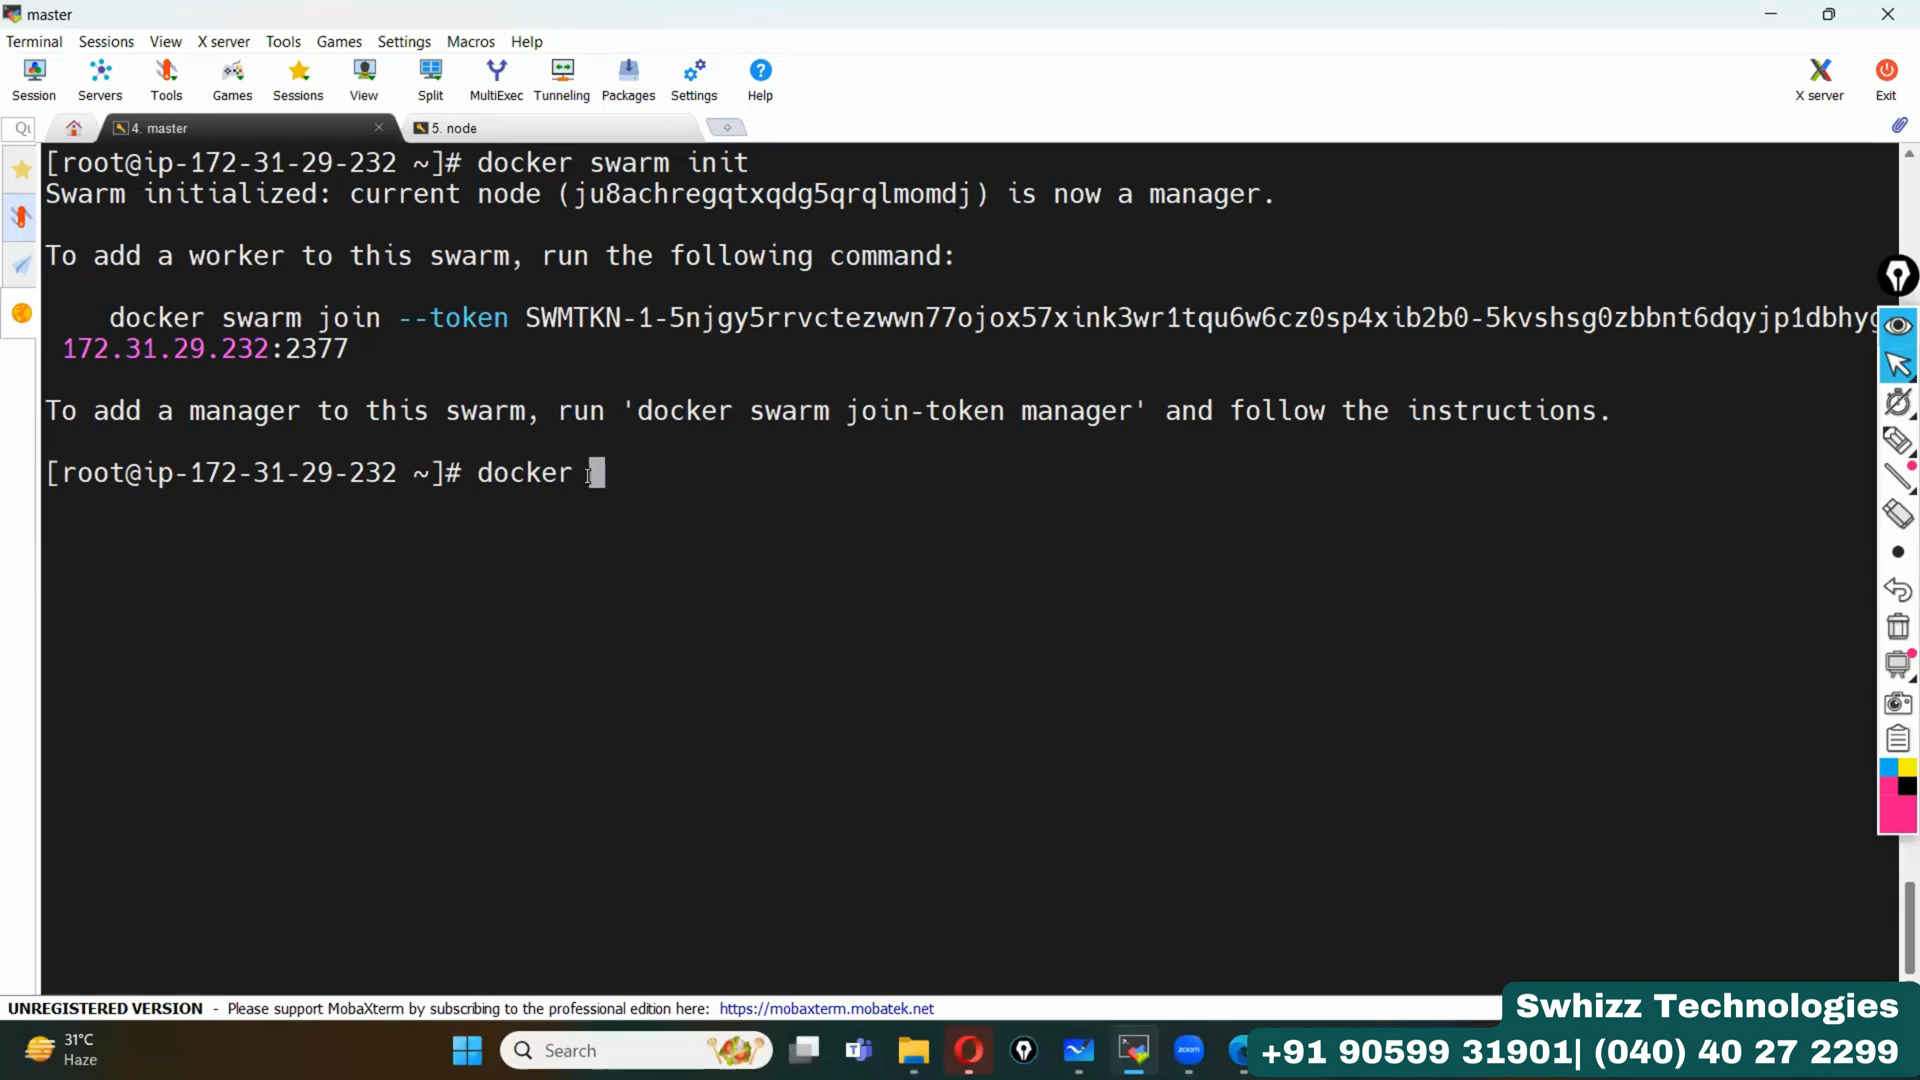 master
Terminal Sessions View X server Tools Games Settings Macros Help
Session Servers Tools Games Sessions View Split MultiExec Tunneling Packages Settings Help X server Exit
4. master 5. node
[root@ip-172-31-29-232 ~]# docker swarm init
Swarm initialized: current node (ju8achregqtxqdg5qrqlmomdj) is now a manager.
To add a worker to this swarm, run the following command:
docker swarm join --token SWMTKN-1-5njgy5rrvctezwwn77ojox57xink3wr1tqu6w6cz0sp4xib2b0-5kvshsg0zbbnt6dqyjp1dbhyg
172.31.29.232:2377
To add a manager to this swarm, run 'docker swarm join-token manager' and follow the instructions.
[root@ip-172-31-29-232 ~]# docker
UNREGISTERED VERSION - Please support MobaXterm by subscribing to the professional edition here: https://mobaxterm.mobatek.net
Swhizz Technologies
31°C
Haze
Search
zoom
+91 90599 31901| (040) 40 27 2299